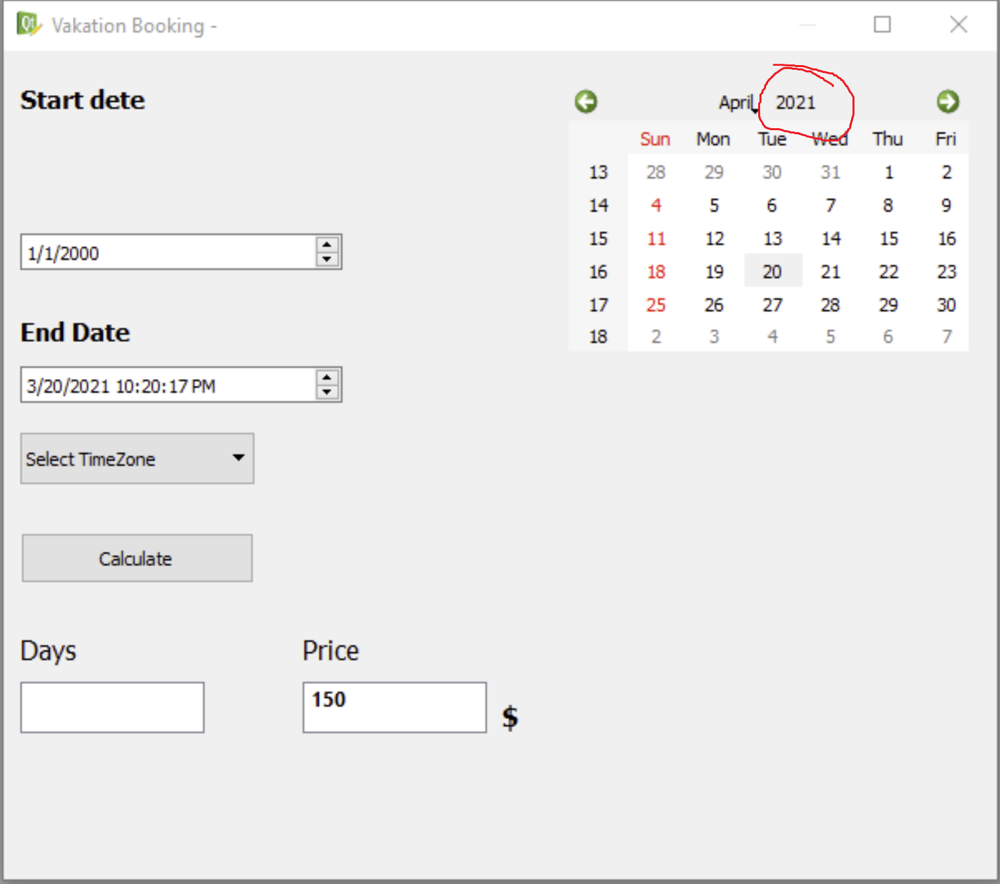 Vakation Booking -
Start dete
1/1/2000
End Date
3/20/2021 10:20:17 PM
Select TimeZone
Calculate
Days
Price
150
$
April 2021
Sun Mon Tue Wed Thu Fri
13 28 29 30 31 1 2
14 4 5 6 7 8 9
15 11 12 13 14 15 16
16 18 19 20 21 22 23
17 25 26 27 28 29 30
18 2 3 4 5 6 7